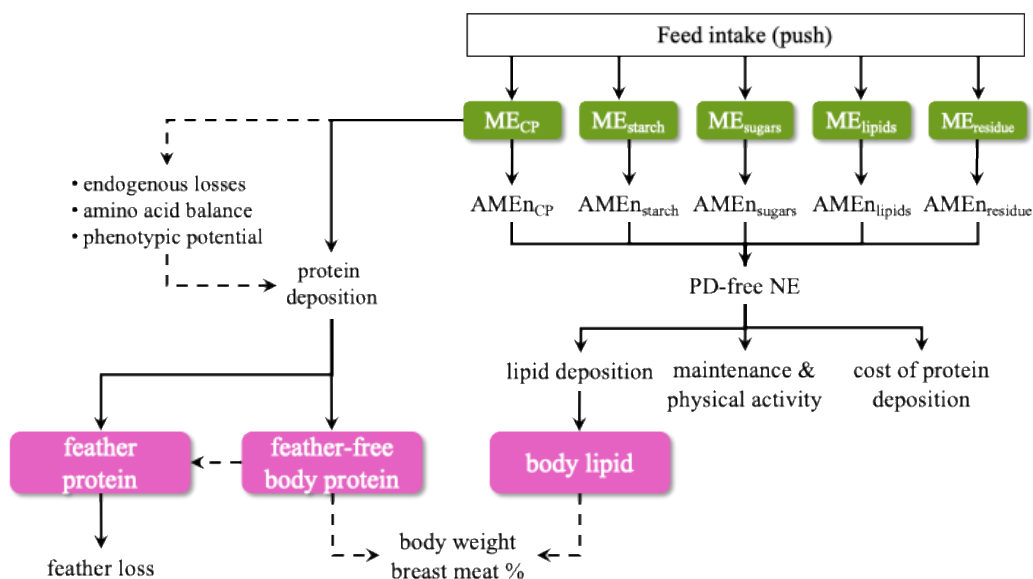 Feed intake (push)
MECP
MEstarch
MEsugars
MElipids
MEresidue
• endogenous losses
• amino acid balance
• phenotypic potential
AMEnCP
AMEnstarch
AMEnsugars
AMEnlipids
AMEnresidue
protein
deposition
PD-free NE
lipid deposition
maintenance &
physical activity
cost of protein
deposition
feather
protein
feather-free
body protein
body lipid
feather loss
body weight
breast meat %